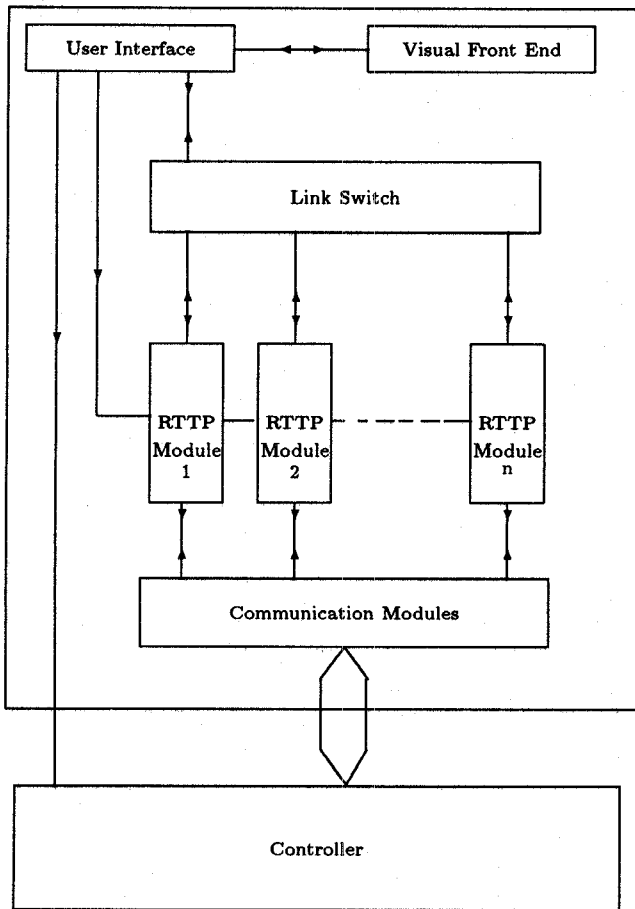 User Interface
Visual Front End
Link Switch
RTTP
Module
1
RTTP
Module
2
RTTP
Module
n
Communication Modules
Controller